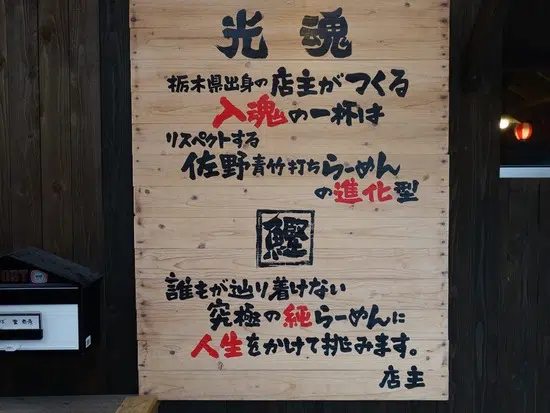 光魂
栃木県出身の店主がつくる
入魂の一杯は
リスペクトする
佐野青竹打ちらーめん
の進化型
鰹
誰もが辿り着けない
究極の純らーめんに
人生をかけて挑みます。
店主